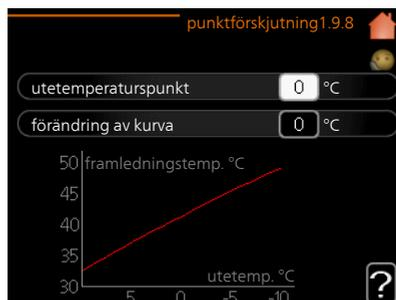 punktförskjutning1.9.8
utetemperaturspunkt 0 °C
förändring av kurva 0 °C
50 framledningstemp. °C
45
40
35
utetemp. °C
30
5 0 -5 -10
?